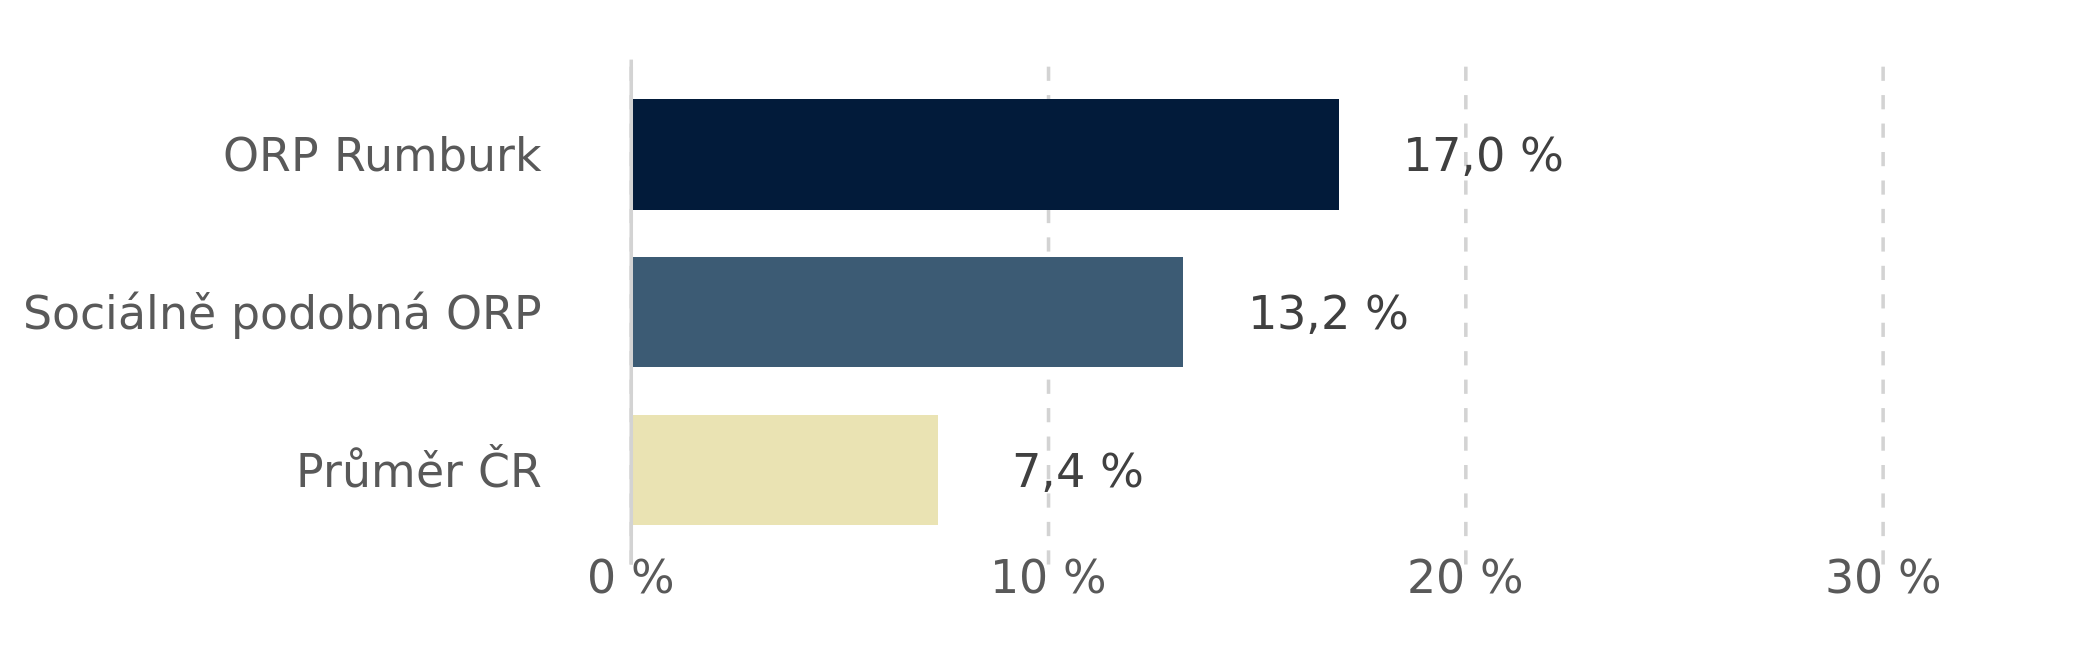 ORP Rumburk 17,0 %
Sociálně podobná ORP 13,2 %
Průměr ČR 7,4 %
0 % 10 % 20 % 30 %